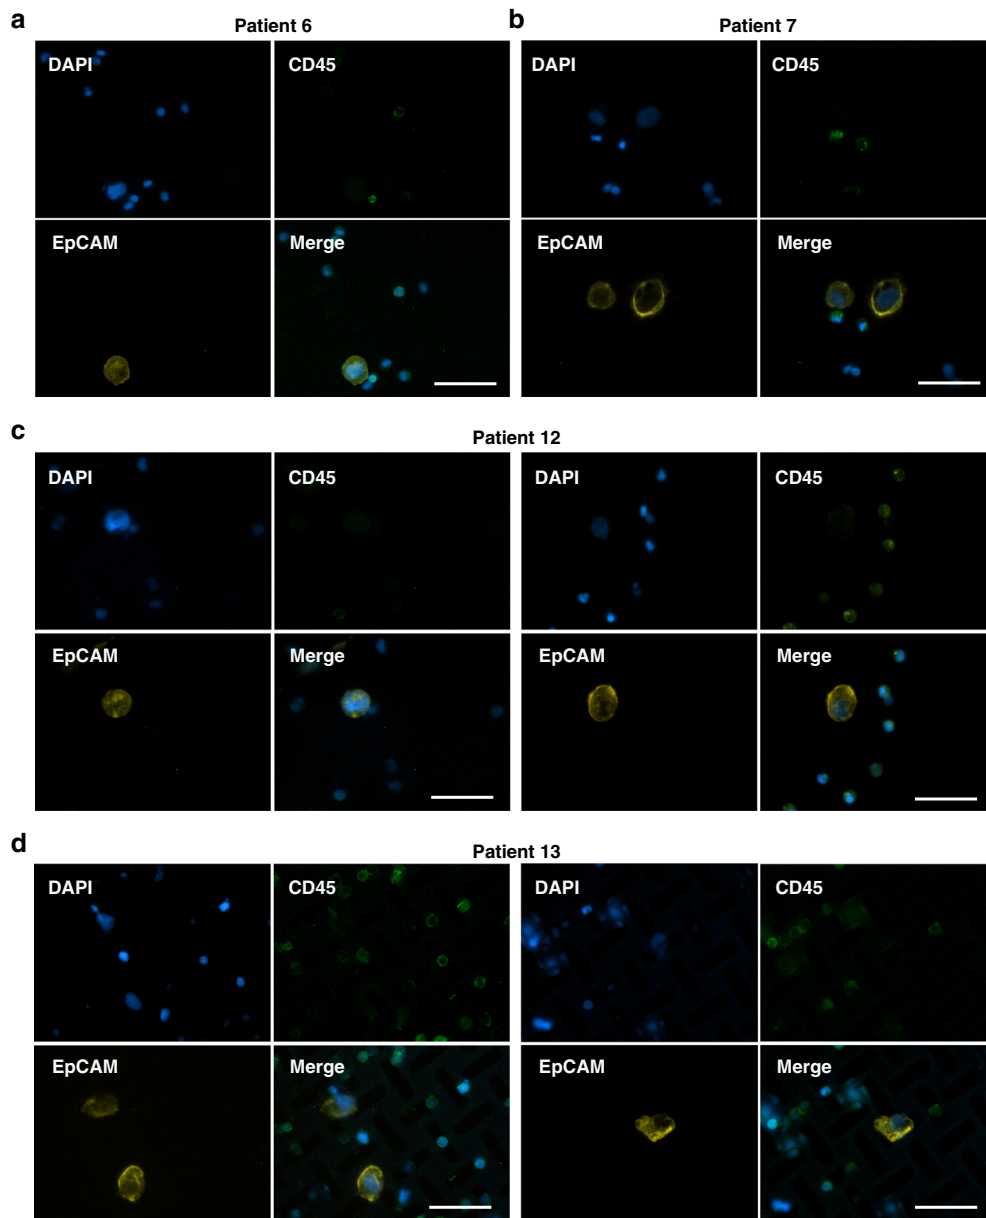 a
Patient 6
b
Patient 7
DAPI
CD45
DAPI
CD45
EpCAM
Merge
EpCAM
Merge
c
Patient 12
DAPI
CD45
DAPI
CD45
EpCAM
Merge
EpCAM
Merge
d
Patient 13
DAPI
CD45
DAPI
CD45
EpCAM
Merge
EpCAM
Merge